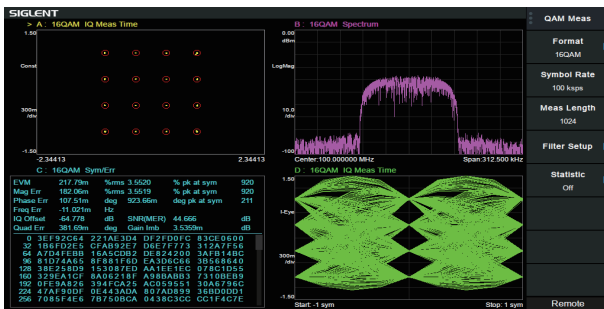 SIGLENT
> A : 16QAM IQ Meas Time
1.50
Const
300m
/div
-1.50
-2.34413
2.34413
B : 16QAM Spectrum
0.00
dBm
LogMag
10.0
/div
-100
Center:100.000000 MHz
Span:312.500 kHz
C : 16QAM Sym/Err
EVM 217.79m %rms 3.5520 % pk at sym 920
Mag Err 182.06m %rms 3.5519 % pk at sym 920
Phase Err 107.51m deg 923.66m deg pk at sym 211
Freq Err -11.021m Hz
IQ Offset -64.778 dB SNR(MER) 44.666 dB
Quad Err 381.69m deg Gain Imb 3.5359m dB
0 3EF92C64 221AE3D4 DF2FD0FC 83CE0600
32 1B6FD2E5 CFAB92E7 D6E7F773 312A7F56
64 A7D4FEBB 16A5CDB2 DE824200 3AFB14BC
96 81D74A65 8F881F6D EA3D6C66 3B568640
128 38E258D9 153087ED AA1EE1EC 078C1D55
160 329EA1CF 8A06218F A98BABB3 7310BEB9
192 0FE9A826 394FCA25 AC059551 30A6796C
224 47AF90DF 0E443ADA 807AD899 36BD0DD1
256 7085F4E6 7B750BCA 0438C3CC CC1F4C7E
D : 16QAM IQ Meas Time
1.50
I-Eye
300m
/div
-1.50
Start: -1 sym
Stop: 1 sym
QAM Meas
Format
16QAM
Symbol Rate
100 ksps
Meas Length
1024
Filter Setup
Statistic
Off
Remote